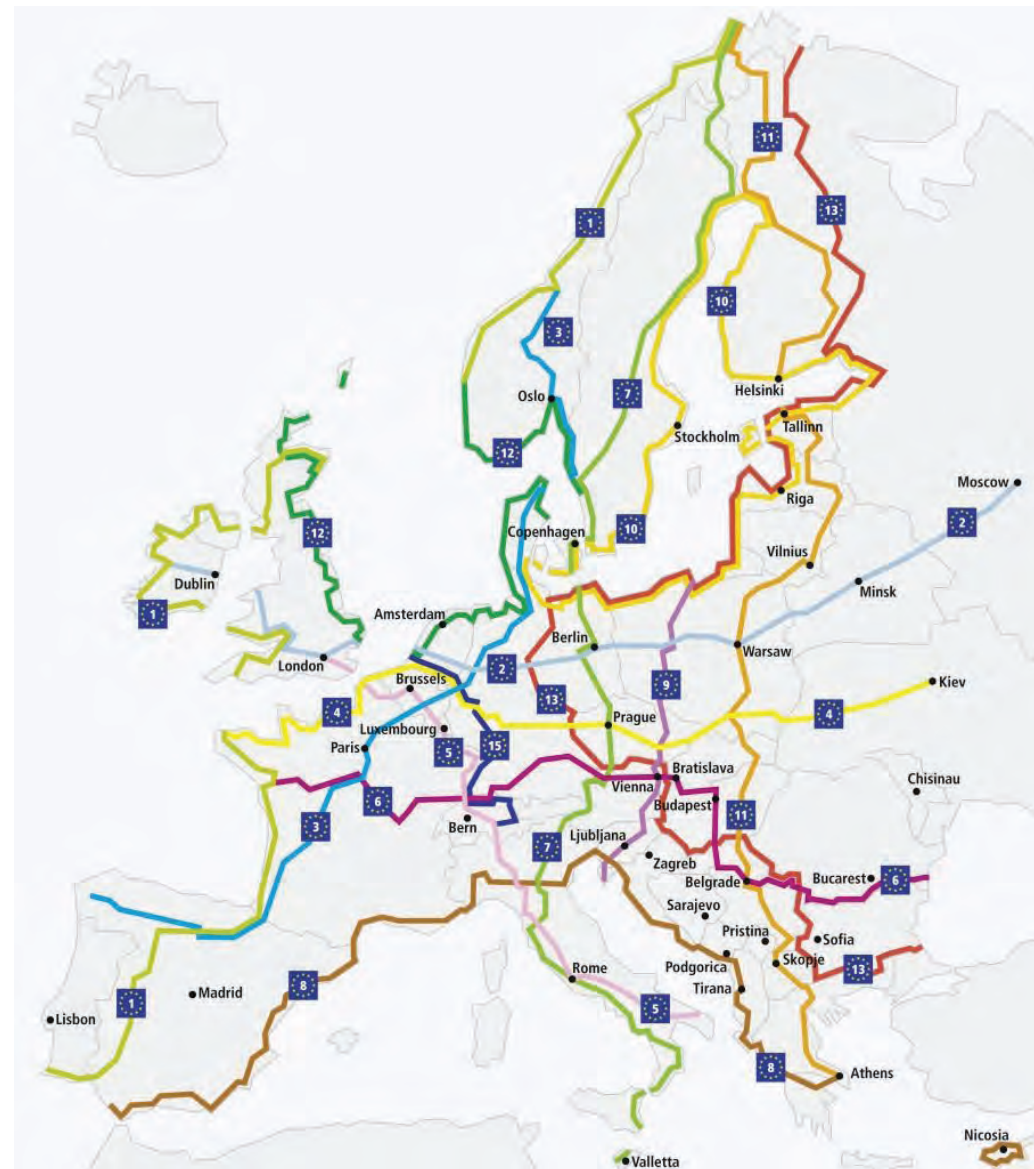 11
13
1
10
3
Helsinki
7
Oslo
Tallinn
Stockholm
12
Moscow
Riga
2
12
Copenhagen
10
Vilnius
Dublin
Minsk
1
Amsterdam
Berlin
Warsaw
London
2
Brussels
9
Kiev
13
4
4
Luxembourg
Prague
5
15
Paris
Bratislava
Vienna
Chisinau
6
Budapest
11
Bern
3
Ljubljana
7
Zagreb
Belgrade
Bucarest
6
Sarajevo
Pristina
Sofia
Skopje
Podgorica
13
Rome
8
Madrid
Tirana
1
5
Lisbon
8
Athens
Nicosia
Valletta